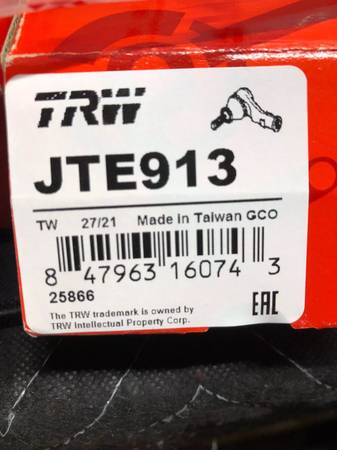 TRW
JTE913
TW 27/21 Made in Taiwan GCO
8 47963 16074 3
25866
The TRW trademark is owned by
TRW Intellectual Property Corp.
EAC